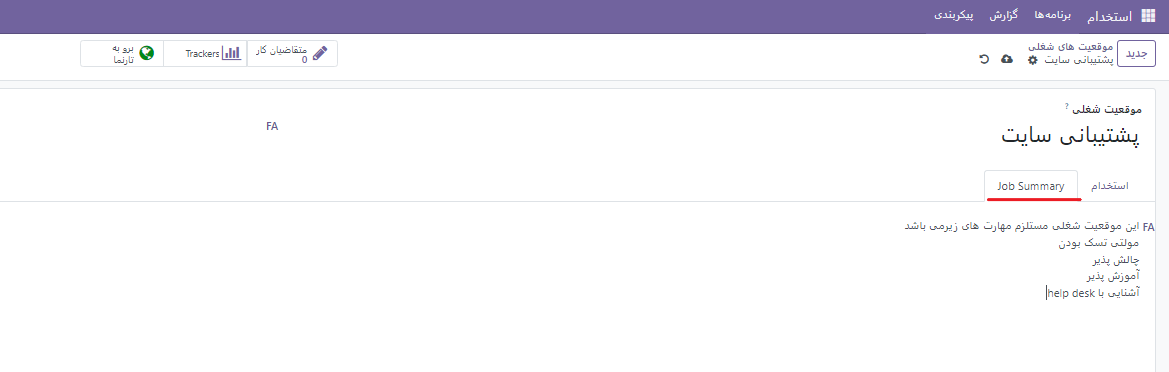 استخدام برنامه‌ها گزارش پیکربندی
جدید
موقعیت های شغلی
پشتیبانی سایت
متقاضیان کار
0
Trackers
برو به
تارنما
موقعیت شغلی ?
FA
پشتیبانی سایت
استخدام Job Summary
FA این موقعیت شغلی مستلزم مهارت های زیرمی باشد
مولتی تسک بودن
چالش پذیر
آموزش پذیر
آشنایی با help desk